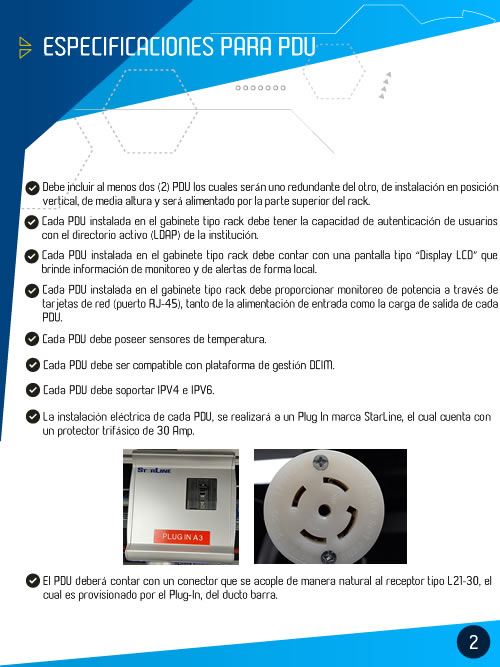 ESPECIFICACIONES PARA PDU
Debe incluir al menos dos (2) PDU los cuales serán uno redundante del otro, de instalación en posición
vertical, de media altura y será alimentado por la parte superior del rack.
Cada PDU instalada en el gabinete tipo rack debe tener la capacidad de autenticación de usuarios
con el directorio activo (LDAP) de la institución.
Cada PDU instalada en el gabinete tipo rack debe contar con una pantalla tipo “Display LCD” que
brinde información de monitoreo y de alertas de forma local.
Cada PDU instalada en el gabinete tipo rack debe proporcionar monitoreo de potencia a través de
tarjetas de red (puerto RJ-45), tanto de la alimentación de entrada como la carga de salida de cada
PDU.
Cada PDU debe poseer sensores de temperatura.
Cada PDU debe ser compatible con plataforma de gestión DCIM.
Cada PDU debe soportar IPV4 e IPV6.
La instalación eléctrica de cada PDU, se realizará a un Plug In marca StarLine, el cual cuenta con
un protector trifásico de 30 Amp.
STARLINE
PLUG IN A3
El PDU deberá contar con un conector que se acople de manera natural al receptor tipo L21-30, el
cual es provisionado por el Plug-In, del ducto barra.
2